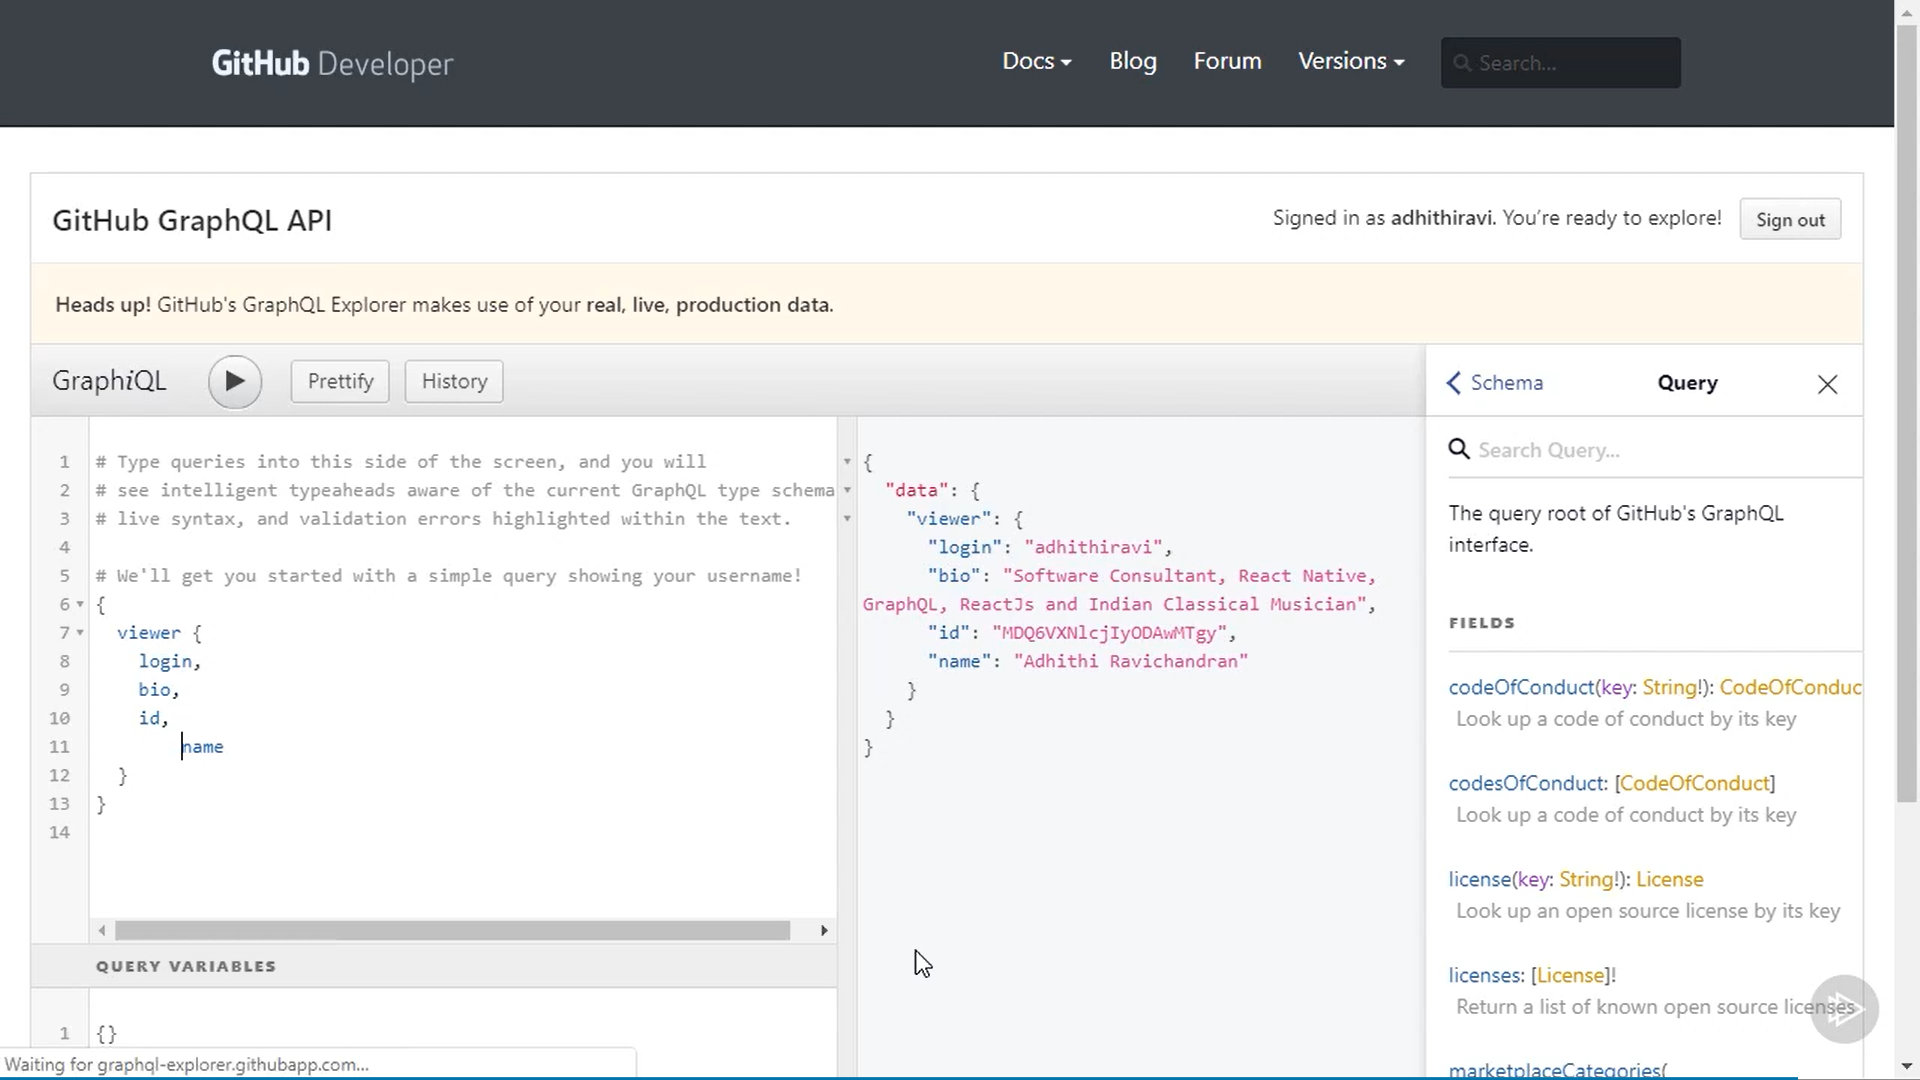 GitHub Developer
Docs
Blog
Forum
Versions
Search...
GitHub GraphQL API
Signed in as adhithiravi. You're ready to explore!
Sign out
Heads up! GitHub's GraphQL Explorer makes use of your real, live, production data.
GraphiQL
Prettify
History
Schema
Query
1 # Type queries into this side of the screen, and you will
2 # see intelligent typeaheads aware of the current GraphQL type schema
3 # live syntax, and validation errors highlighted within the text.
4
5 # We'll get you started with a simple query showing your username!
6 {
7 viewer {
8 login,
9 bio,
10 id,
11 name
12 }
13 }
14
QUERY VARIABLES
1 {}
Waiting for graphql-explorer.githubapp.com...
{
"data": {
"viewer": {
"login": "adhithiravi",
"bio": "Software Consultant, React Native,
GraphQL, ReactJs and Indian Classical Musician",
"id": "MDQ6VXNlcjIyODAwMTgy",
"name": "Adhithi Ravichandran"
}
}
}
Search Query...
The query root of GitHub's GraphQL
interface.
FIELDS
codeOfConduct(key: String!): CodeOfConduc
Look up a code of conduct by its key
codesOfConduct: [CodeOfConduct]
Look up a code of conduct by its key
license(key: String!): License
Look up an open source license by its key
licenses: [License]!
Return a list of known open source licenses
marketplaceCategories(